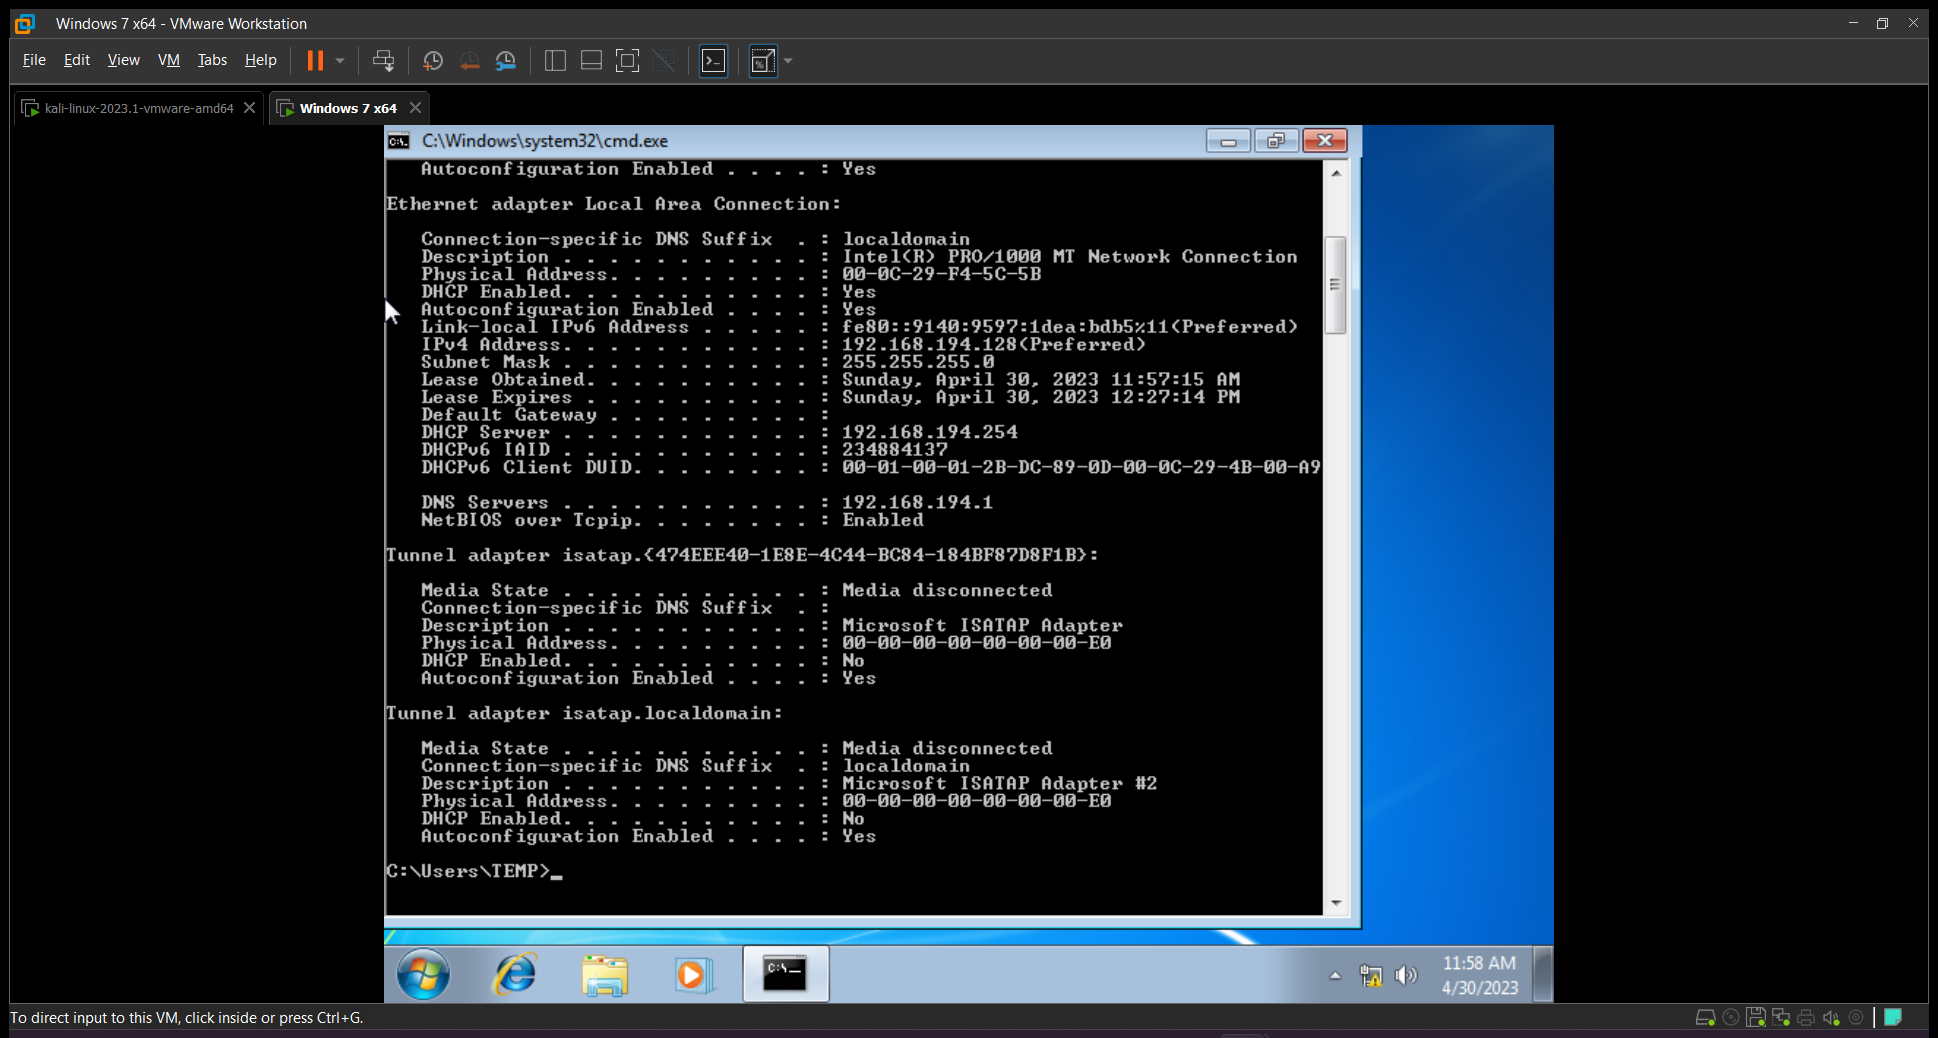 Windows 7 x64 - VMware Workstation
File Edit View VM Tabs Help
kali-linux-2023.1-vmware-amd64
Windows 7 x64
C:\Windows\system32\cmd.exe
Autoconfiguration Enabled . . . . : Yes
Ethernet adapter Local Area Connection:
Connection-specific DNS Suffix . : localdomain
Description . . . . . . . . . . . : Intel(R) PRO/1000 MT Network Connection
Physical Address. . . . . . . . . : 00-0C-29-F4-5C-5B
DHCP Enabled. . . . . . . . . . . : Yes
Autoconfiguration Enabled . . . . : Yes
Link-local IPv6 Address . . . . . : fe80::9140:9597:1dea:bdb5%11(Preferred)
IPv4 Address. . . . . . . . . . . : 192.168.194.128(Preferred)
Subnet Mask . . . . . . . . . . . : 255.255.255.0
Lease Obtained. . . . . . . . . . : Sunday, April 30, 2023 11:57:15 AM
Lease Expires . . . . . . . . . . : Sunday, April 30, 2023 12:27:14 PM
Default Gateway . . . . . . . . . :
DHCP Server . . . . . . . . . . . : 192.168.194.254
DHCPv6 IAID . . . . . . . . . . . : 234884137
DHCPv6 Client DUID. . . . . . . . : 00-01-00-01-2B-DC-89-0D-00-0C-29-4B-00-A9
DNS Servers . . . . . . . . . . . : 192.168.194.1
NetBIOS over Tcpip. . . . . . . . : Enabled
Tunnel adapter isatap.{474EEE40-1E8E-4C44-BC84-184BF87D8F1B}:
Media State . . . . . . . . . . . : Media disconnected
Connection-specific DNS Suffix . :
Description . . . . . . . . . . . : Microsoft ISATAP Adapter
Physical Address. . . . . . . . . : 00-00-00-00-00-00-00-E0
DHCP Enabled. . . . . . . . . . . : No
Autoconfiguration Enabled . . . . : Yes
Tunnel adapter isatap.localdomain:
Media State . . . . . . . . . . . : Media disconnected
Connection-specific DNS Suffix . : localdomain
Description . . . . . . . . . . . : Microsoft ISATAP Adapter #2
Physical Address. . . . . . . . . : 00-00-00-00-00-00-00-E0
DHCP Enabled. . . . . . . . . . . : No
Autoconfiguration Enabled . . . . : Yes
C:\Users\TEMP>_
11:58 AM
4/30/2023
To direct input to this VM, click inside or press Ctrl+G.